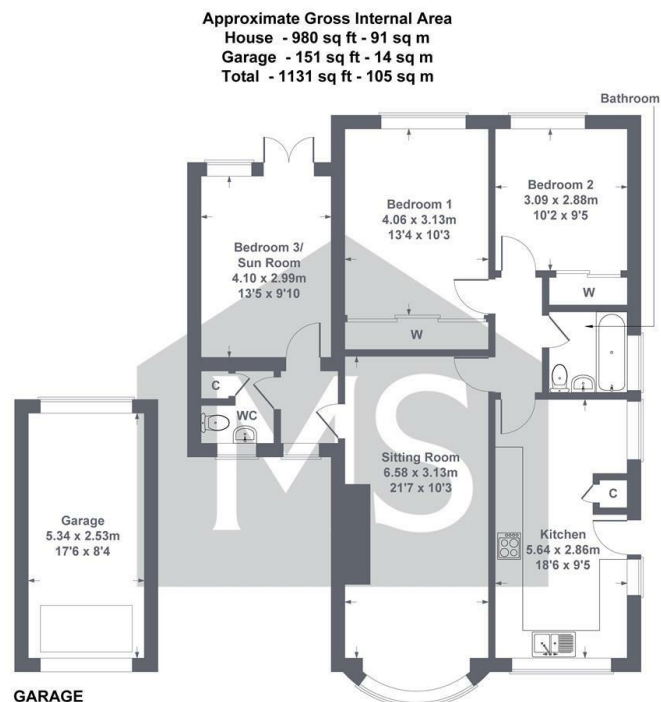 Approximate Gross Internal Area
House - 980 sq ft - 91 sq m
Garage - 151 sq ft - 14 sq m
Total - 1131 sq ft - 105 sq m
Bathroom
Bedroom 1
4.06 x 3.13m
13'4 x 10'3
Bedroom 2
3.09 x 2.88m
10'2 x 9'5
Bedroom 3/
Sun Room
4.10 x 2.99m
13'5 x 9'10
W
W
C
WC
MS
Sitting Room
6.58 x 3.13m
21'7 x 10'3
C
Kitchen
5.64 x 2.86m
18'6 x 9'5
Garage
5.34 x 2.53m
17'6 x 8'4
GARAGE